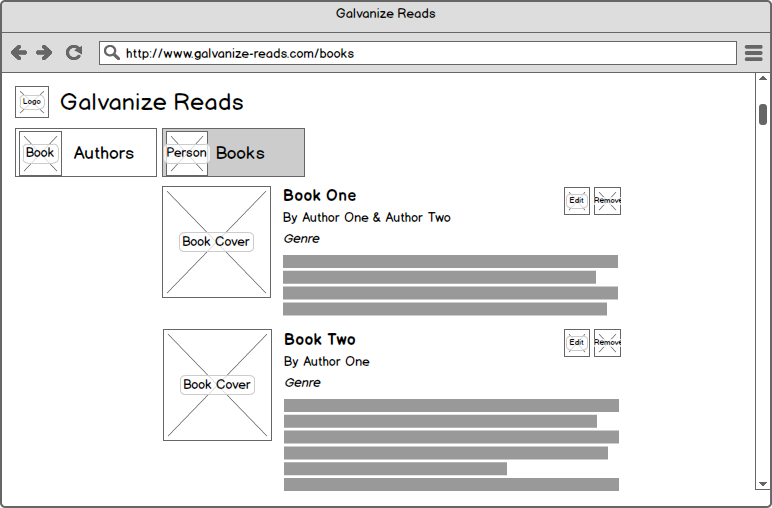 Galvanize Reads
http://www.galvanize-reads.com/books
Logo
Galvanize Reads
Book
Authors
Person
Books
Book Cover
Book One
By Author One & Author Two
Genre
Edit
Remove
Book Cover
Book Two
By Author One
Genre
Edit
Remove